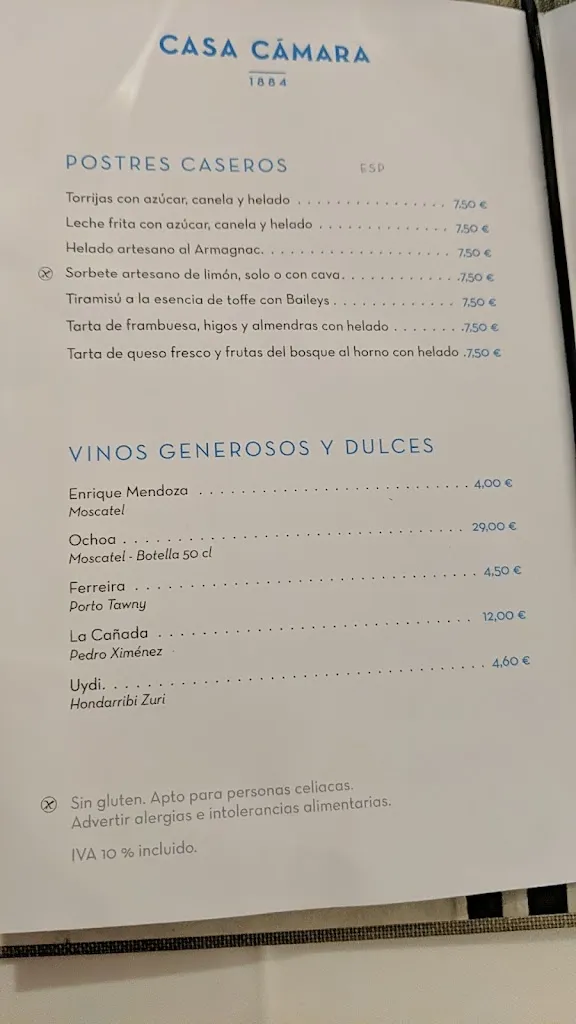 CASA CÁMARA
1884
POSTRES CASEROS ESP
Torrijas con azúcar, canela y helado . . . . . . . . . . . . . . . . 7,50 €
Leche frita con azúcar, canela y helado . . . . . . . . . . . . . . 7,50 €
Helado artesano al Armagnac. . . . . . . . . . . . . . . . . . . . 7,50 €
Sorbete artesano de limón, solo o con cava. . . . . . . . . . . . .7,50 €
Tiramisú a la esencia de toffe con Baileys . . . . . . . . . . . . . 7,50 €
Tarta de frambuesa, higos y almendras con helado . . . . . . . .7,50 €
Tarta de queso fresco y frutas del bosque al horno con helado .7,50 €
VINOS GENEROSOS Y DULCES
Enrique Mendoza . . . . . . . . . . . . . . . . . . . . . . . . . . . . 4,00 €
Moscatel
Ochoa . . . . . . . . . . . . . . . . . . . . . . . . . . . . . . . . . . 29,00 €
Moscatel - Botella 50 cl
Ferreira . . . . . . . . . . . . . . . . . . . . . . . . . . . . . . . . . . 4,50 €
Porto Tawny
La Cañada . . . . . . . . . . . . . . . . . . . . . . . . . . . . . . . 12,00 €
Pedro Ximénez
Uydi. . . . . . . . . . . . . . . . . . . . . . . . . . . . . . . . . . . . 4,60 €
Hondarribi Zuri
Sin gluten. Apto para personas celiacas.
Advertir alergias e intolerancias alimentarias.
IVA 10 % incluido.